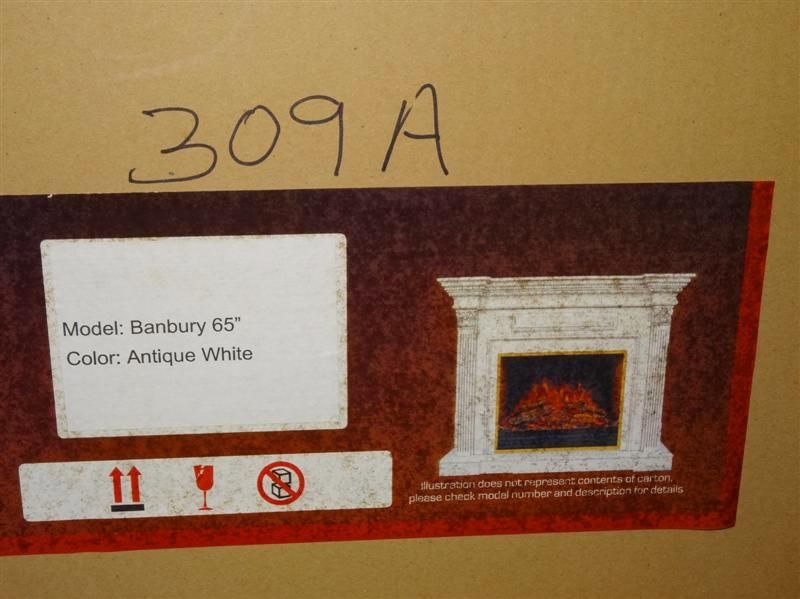 309A
Model: Banbury 65”
Color: Antique White
Illustration does not represent contents of carton,
please check model number and description for details